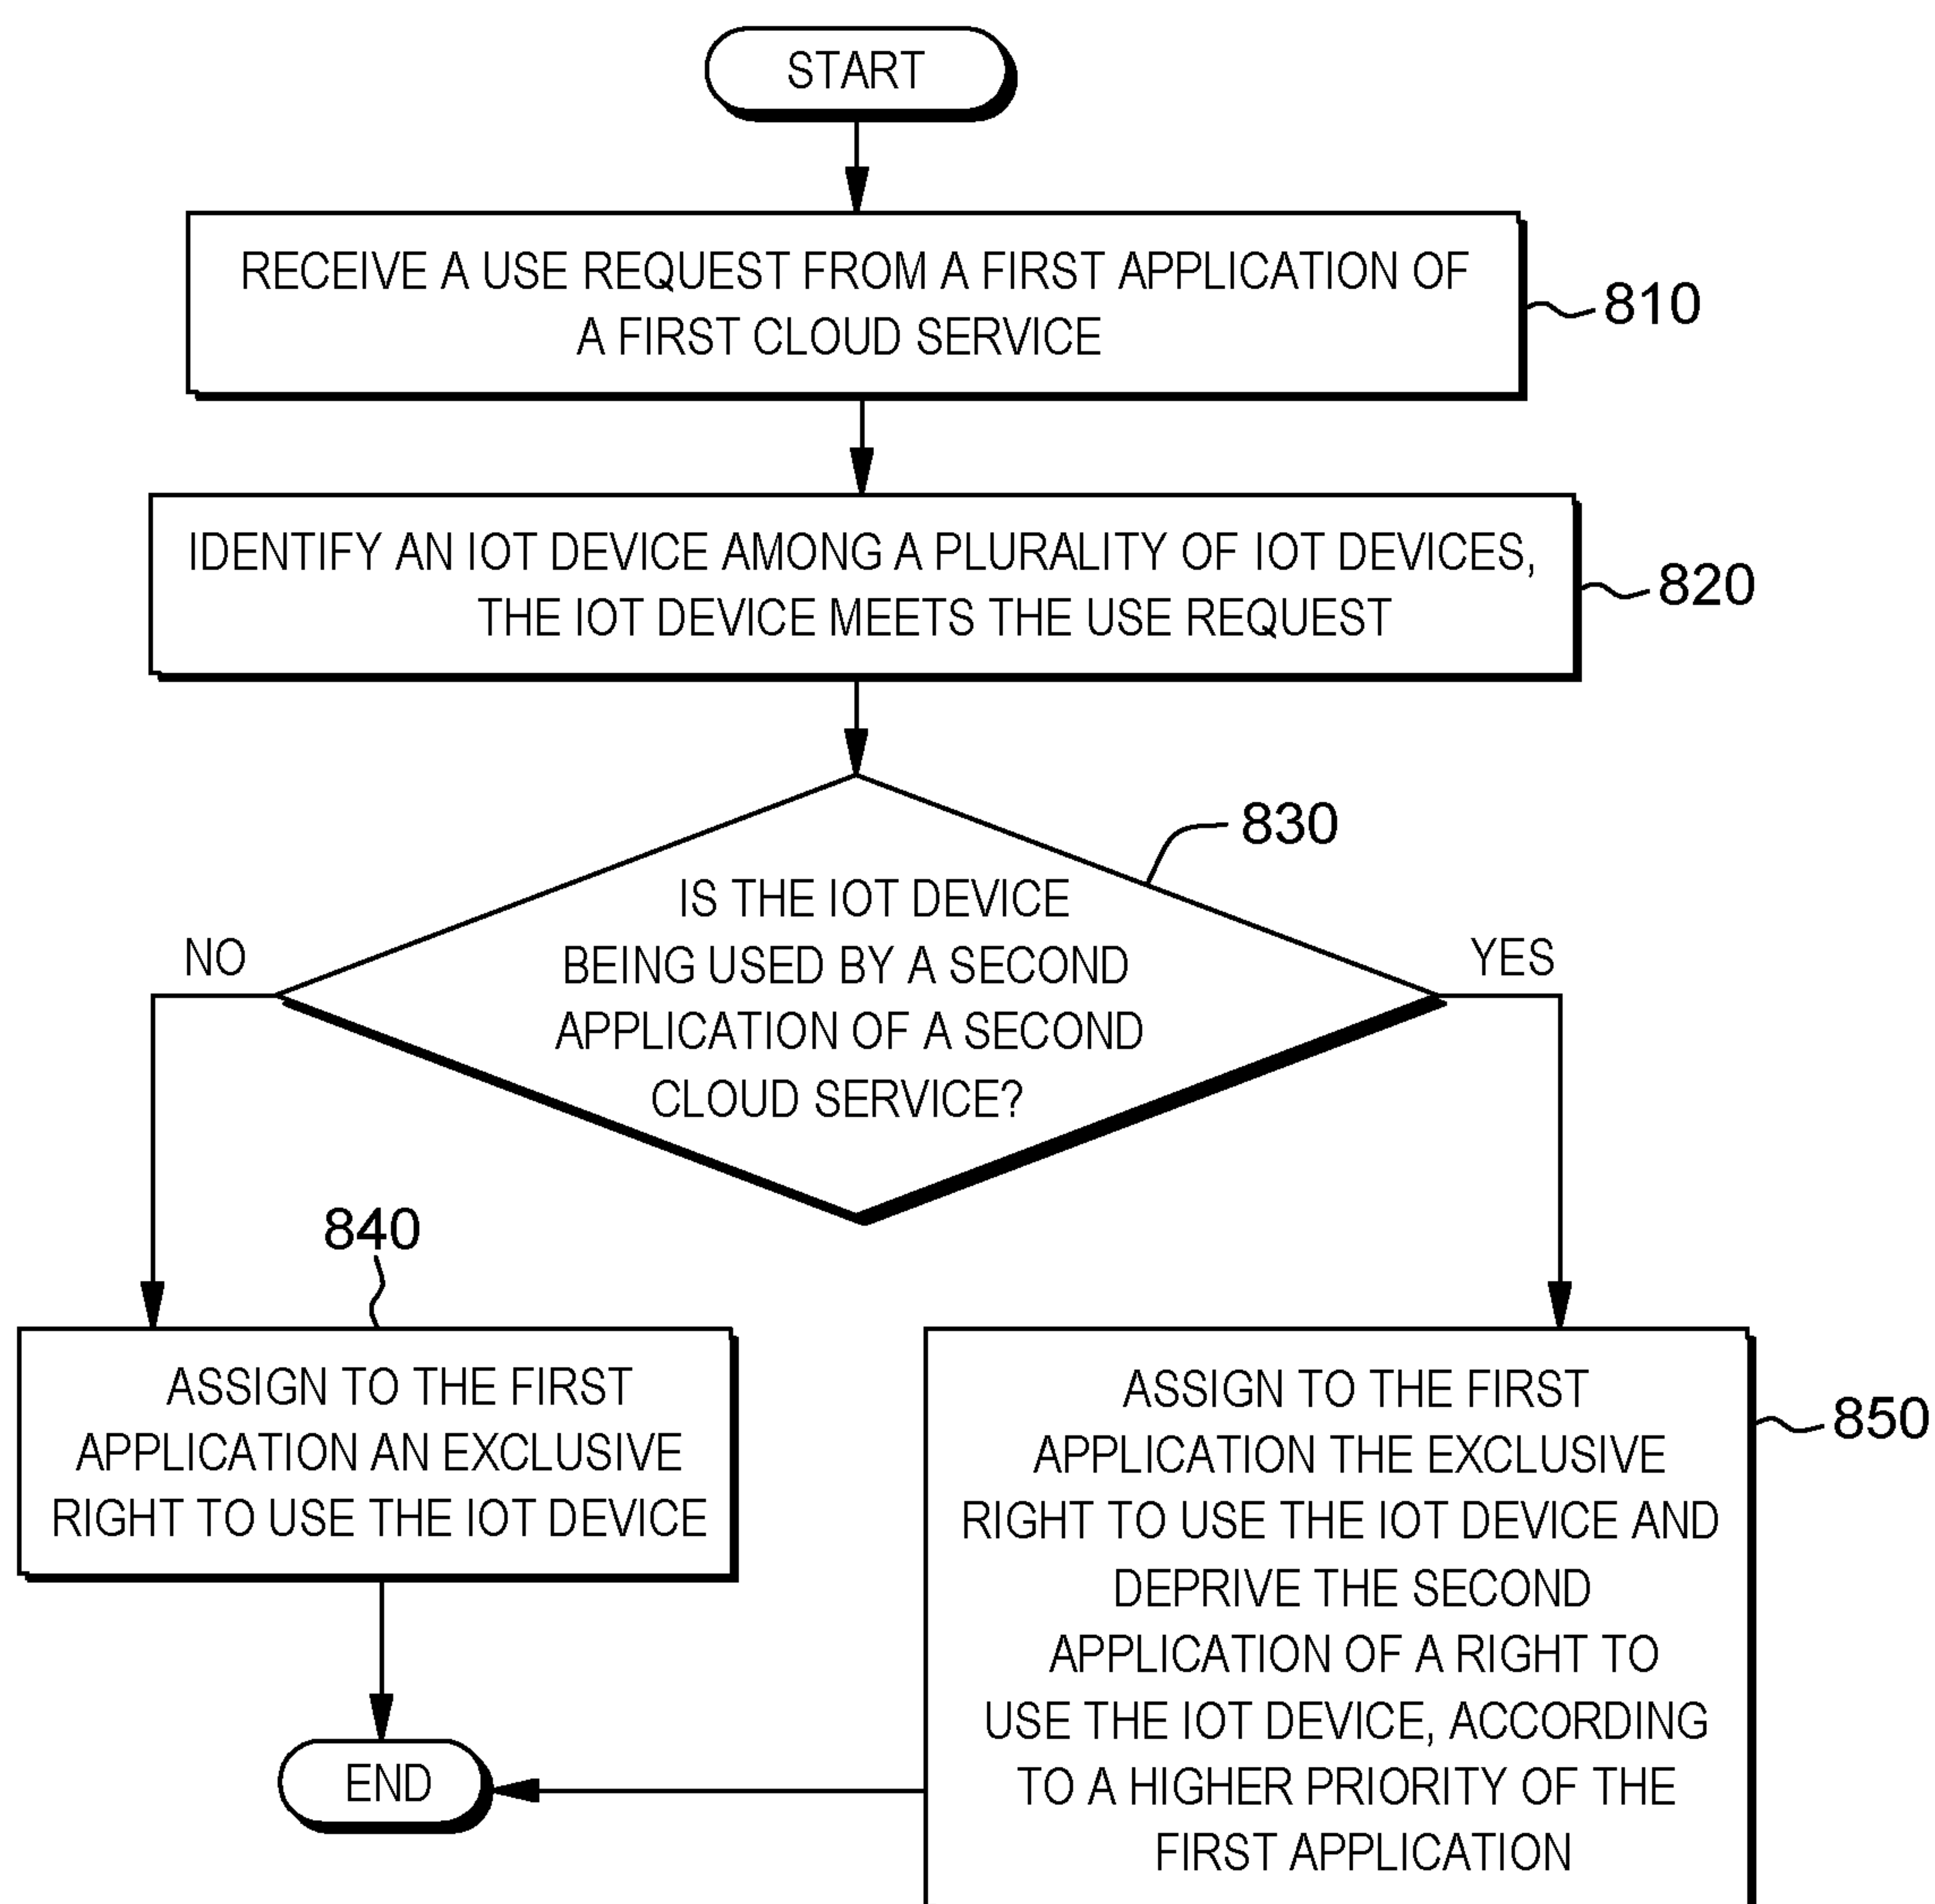 START
RECEIVE A USE REQUEST FROM A FIRST APPLICATION OF
A FIRST CLOUD SERVICE
810
IDENTIFY AN IOT DEVICE AMONG A PLURALITY OF IOT DEVICES,
THE IOT DEVICE MEETS THE USE REQUEST
820
830
IS THE IOT DEVICE
BEING USED BY A SECOND
APPLICATION OF A SECOND
CLOUD SERVICE?
NO
YES
840
ASSIGN TO THE FIRST
APPLICATION AN EXCLUSIVE
RIGHT TO USE THE IOT DEVICE
ASSIGN TO THE FIRST
APPLICATION THE EXCLUSIVE
RIGHT TO USE THE IOT DEVICE AND
DEPRIVE THE SECOND
APPLICATION OF A RIGHT TO
USE THE IOT DEVICE, ACCORDING
TO A HIGHER PRIORITY OF THE
FIRST APPLICATION
850
END